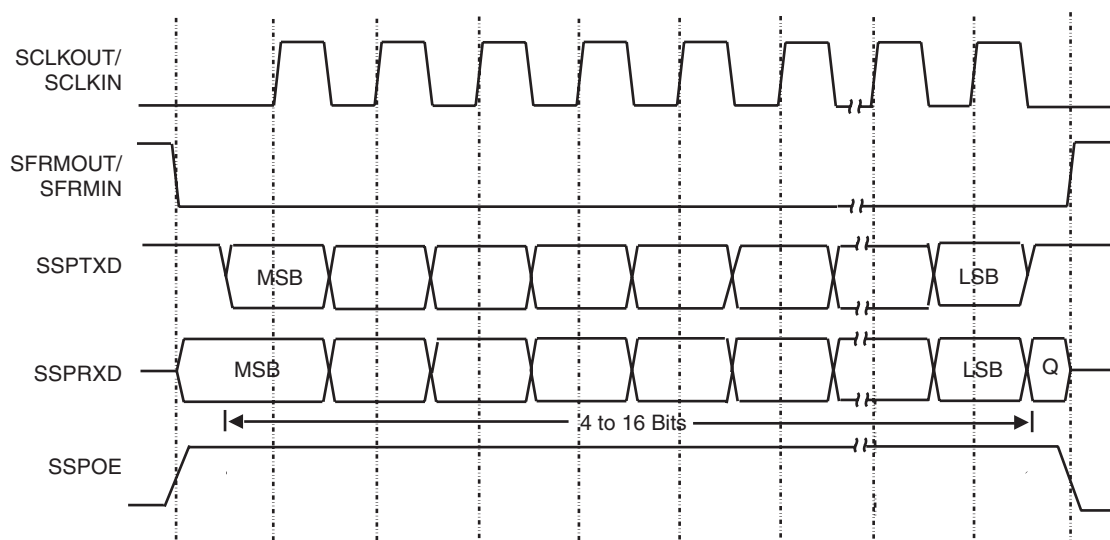 SCLKOUT/
SCLKIN
SFRMOUT/
SFRMIN
SSPTXD
MSB
LSB
SSPRXD
MSB
LSB
Q
4 to 16 Bits
SSPOE